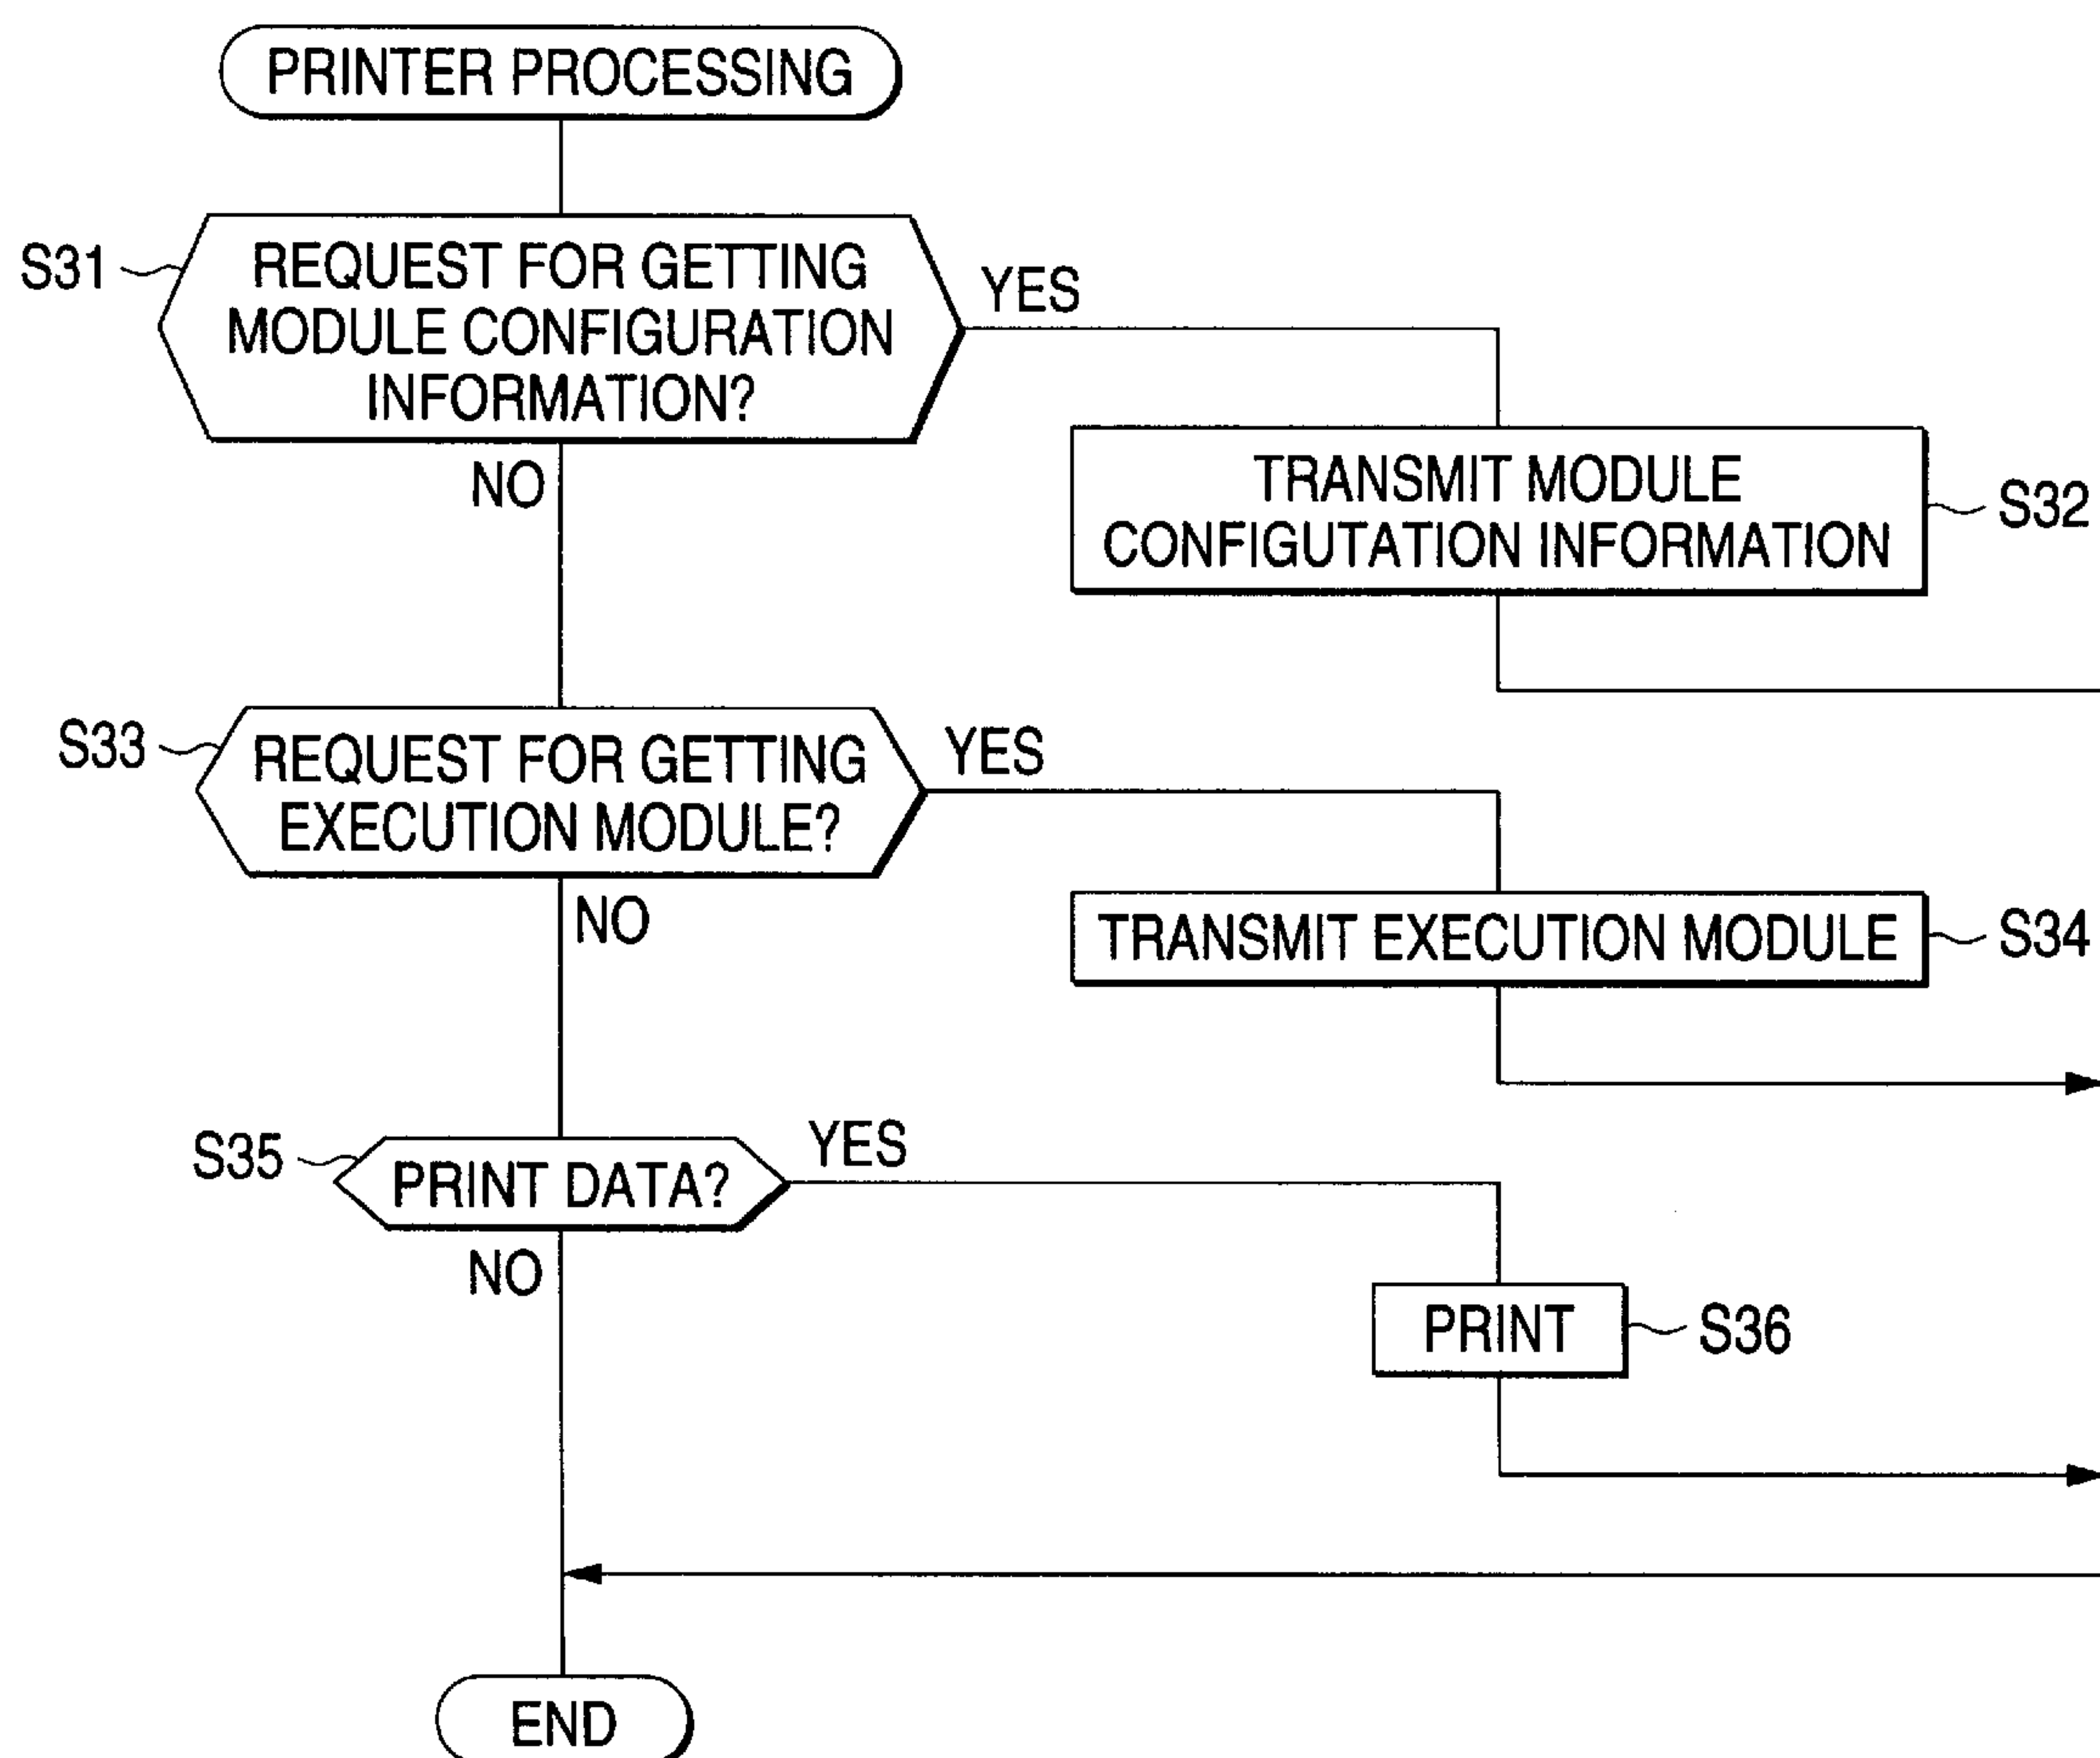 PRINTER PROCESSING
S31
REQUEST FOR GETTING
MODULE CONFIGURATION
INFORMATION?
YES
NO
TRANSMIT MODULE
CONFIGUTATION INFORMATION
S32
S33
REQUEST FOR GETTING
EXECUTION MODULE?
YES
NO
TRANSMIT EXECUTION MODULE
S34
S35
PRINT DATA?
YES
NO
PRINT
S36
END